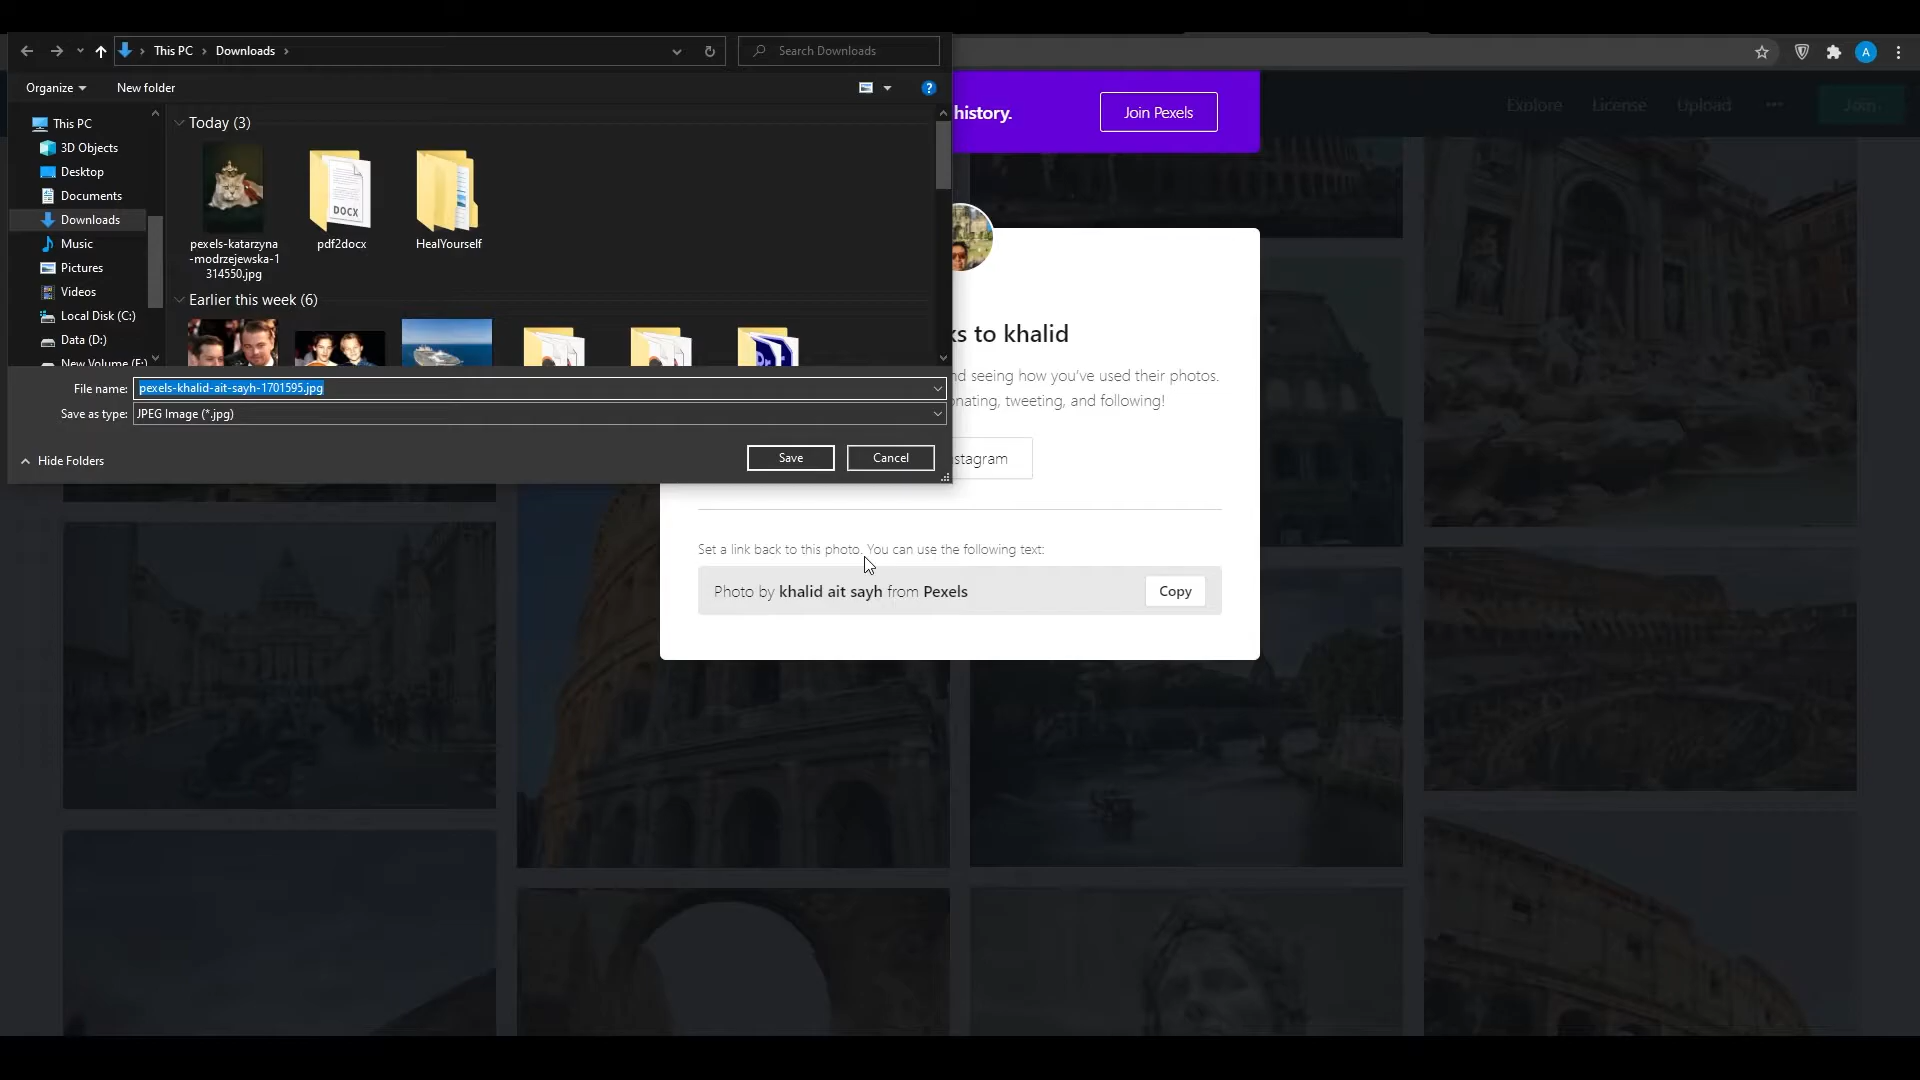 This PC
Downloads
Search Downloads
Organize
New folder
This PC
3D Objects
Desktop
Documents
Downloads
Music
Pictures
Videos
Local Disk (C:)
Data (D:)
New Volume (E:)
Today (3)
pexels-katarzyna
-modrzejewska-1
314550.jpg
pdf2docx
HealYourself
DOCX
Earlier this week (6)
File name: pexels-khalid-ait-sayh-1701595.jpg
Save as type: JPEG Image (*.jpg)
Hide Folders
Save
Cancel
A
history.
Join Pexels
Explore
License
Upload
Join
to khalid
seeing how you've used their photos.
tweeting, and following!
Set a link back to this photo. You can use the following text:
Photo by khalid ait sayh from Pexels
Copy